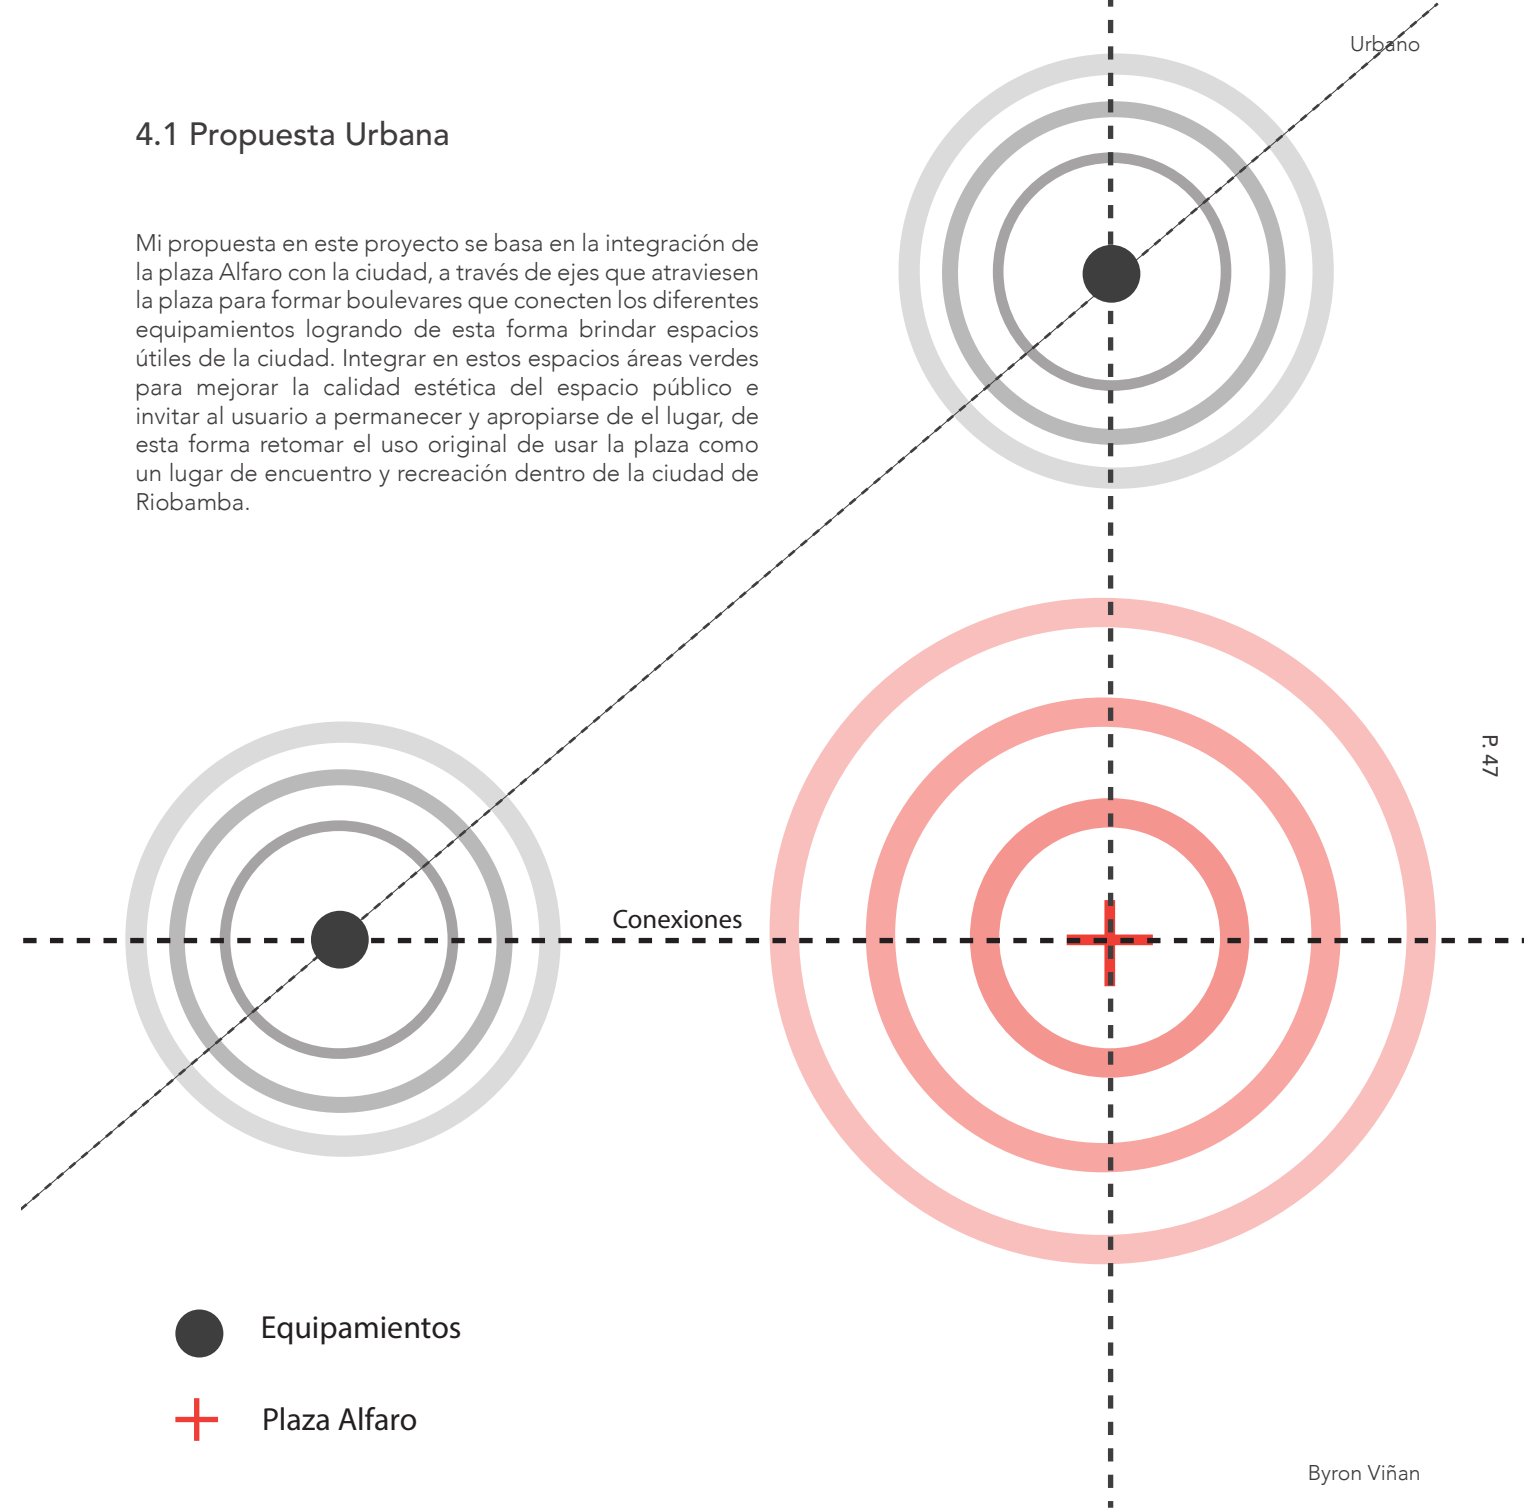 Urbano
4.1 Propuesta Urbana
Mi propuesta en este proyecto se basa en la integración de
la plaza Alfaro con la ciudad, a través de ejes que atraviesen
la plaza para formar boulevares que conecten los diferentes
equipamientos logrando de esta forma brindar espacios
útiles de la ciudad. Integrar en estos espacios áreas verdes
para mejorar la calidad estética del espacio público e
invitar al usuario a permanecer y apropiarse de el lugar, de
esta forma retomar el uso original de usar la plaza como
un lugar de encuentro y recreación dentro de la ciudad de
Riobamba.
P. 47
Conexiones
Equipamientos
Plaza Alfaro
Byron Viñan